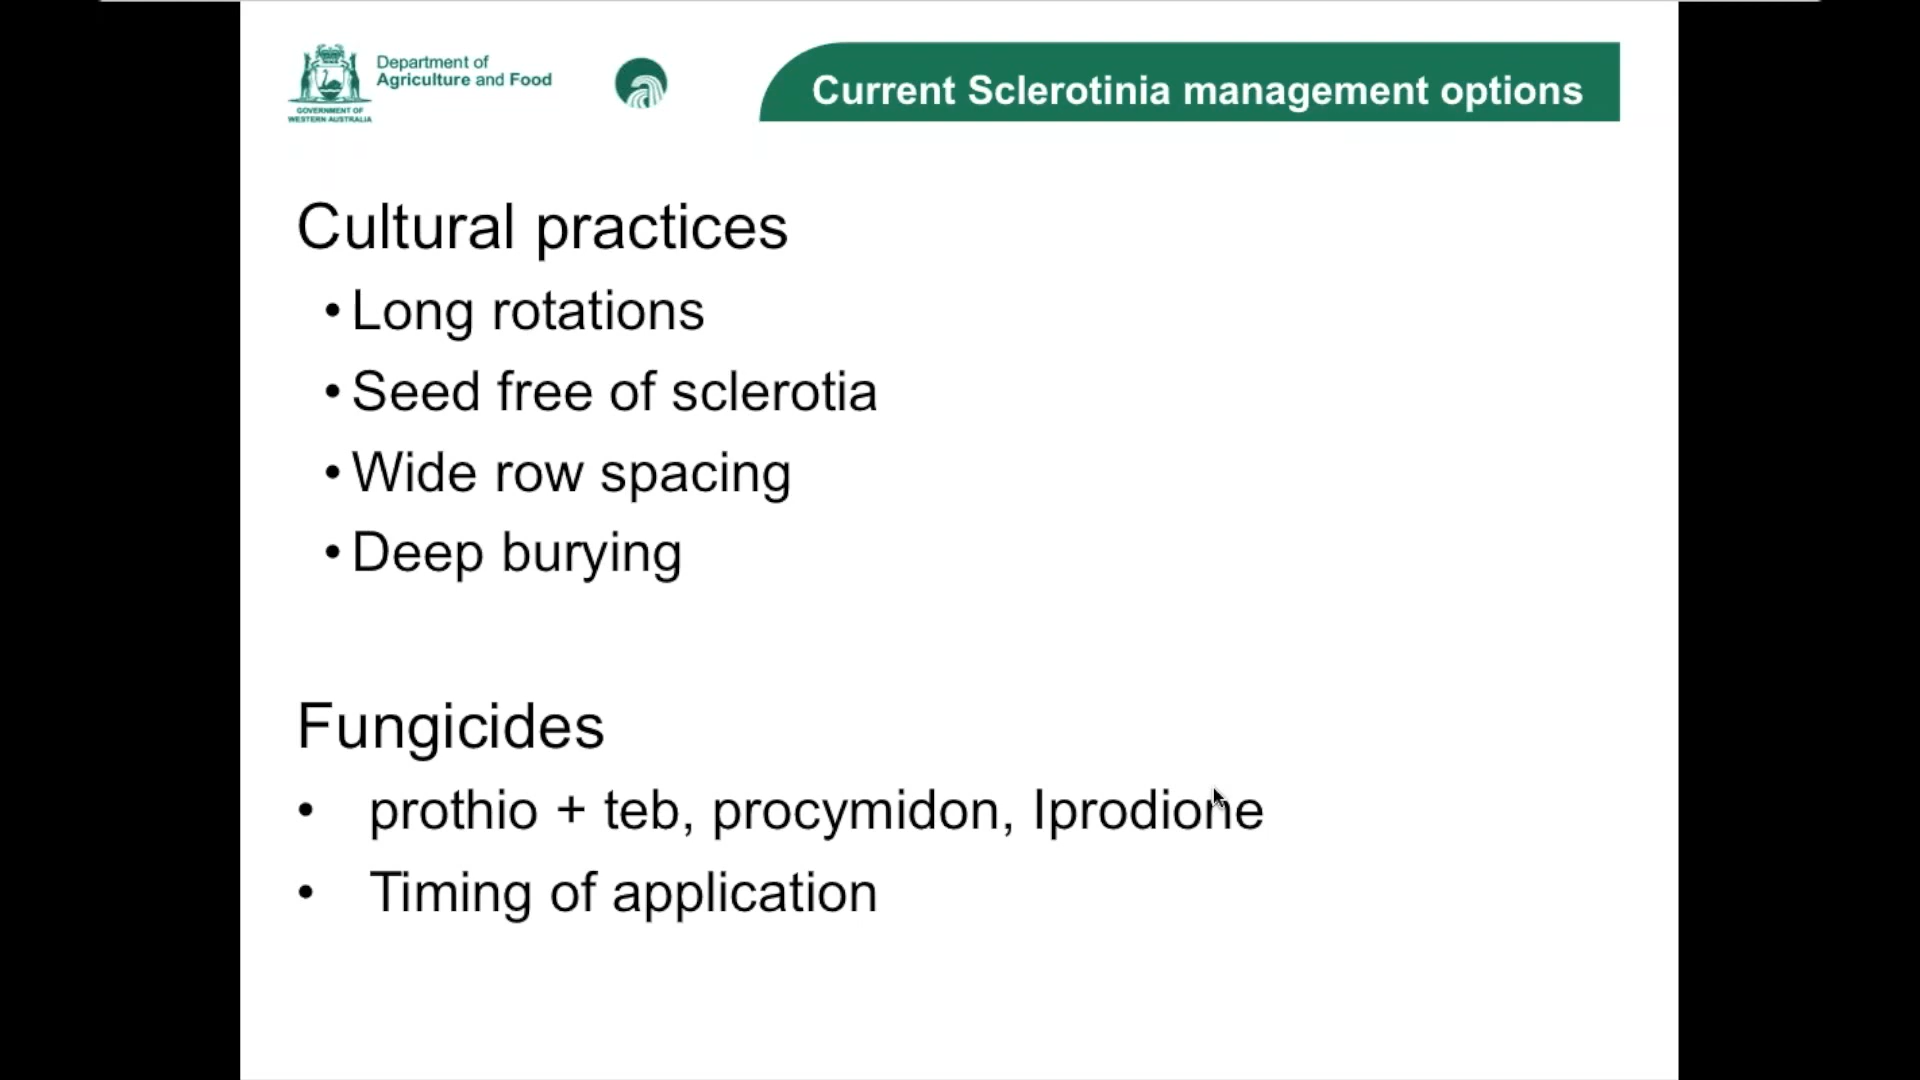 Department of
Agriculture and Food
GOVERNMENT OF
WESTERN AUSTRALIA
Current Sclerotinia management options
Cultural practices
• Long rotations
• Seed free of sclerotia
• Wide row spacing
• Deep burying
Fungicides
• prothio + teb, procymidon, Iprodione
• Timing of application